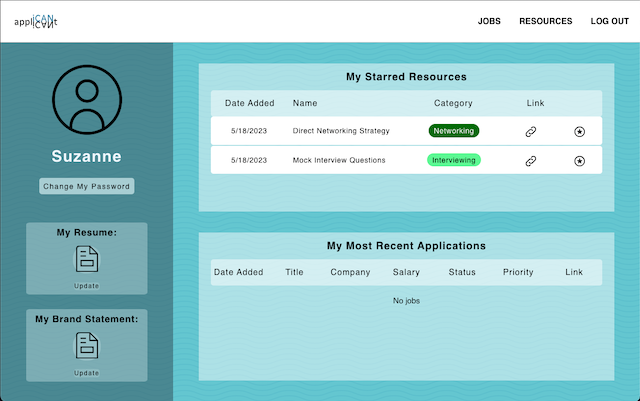 appliCAN't
JOBS RESOURCES LOG OUT
Suzanne
Change My Password
My Resume:
Update
My Brand Statement:
Update
My Starred Resources
Date Added Name Category Link
5/18/2023 Direct Networking Strategy Networking
5/18/2023 Mock Interview Questions Interviewing
My Most Recent Applications
Date Added Title Company Salary Status Priority Link
No jobs